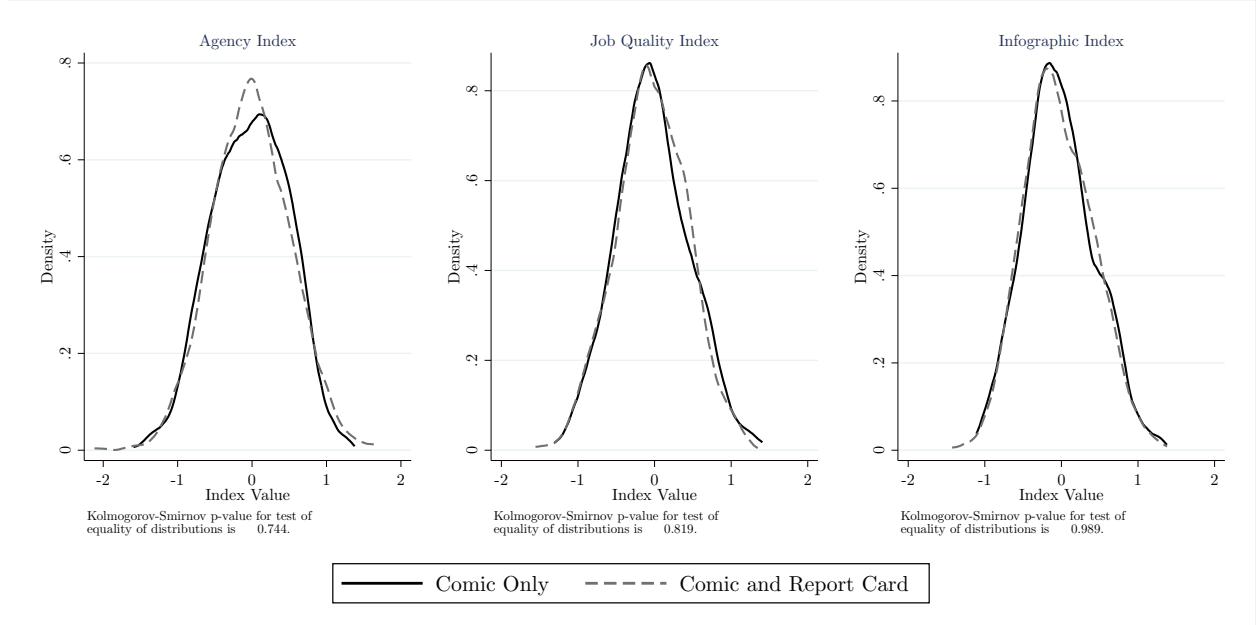 Agency Index
Density
.8
.6
.4
.2
0
-2 -1 0 1 2
Index Value
Kolmogorov-Smirnov p-value for test of
equality of distributions is 0.744.
Job Quality Index
Density
.8
.6
.4
.2
0
-2 -1 0 1 2
Index Value
Kolmogorov-Smirnov p-value for test of
equality of distributions is 0.819.
Infographic Index
Density
.8
.6
.4
.2
0
-2 -1 0 1 2
Index Value
Kolmogorov-Smirnov p-value for test of
equality of distributions is 0.989.
Comic Only Comic and Report Card